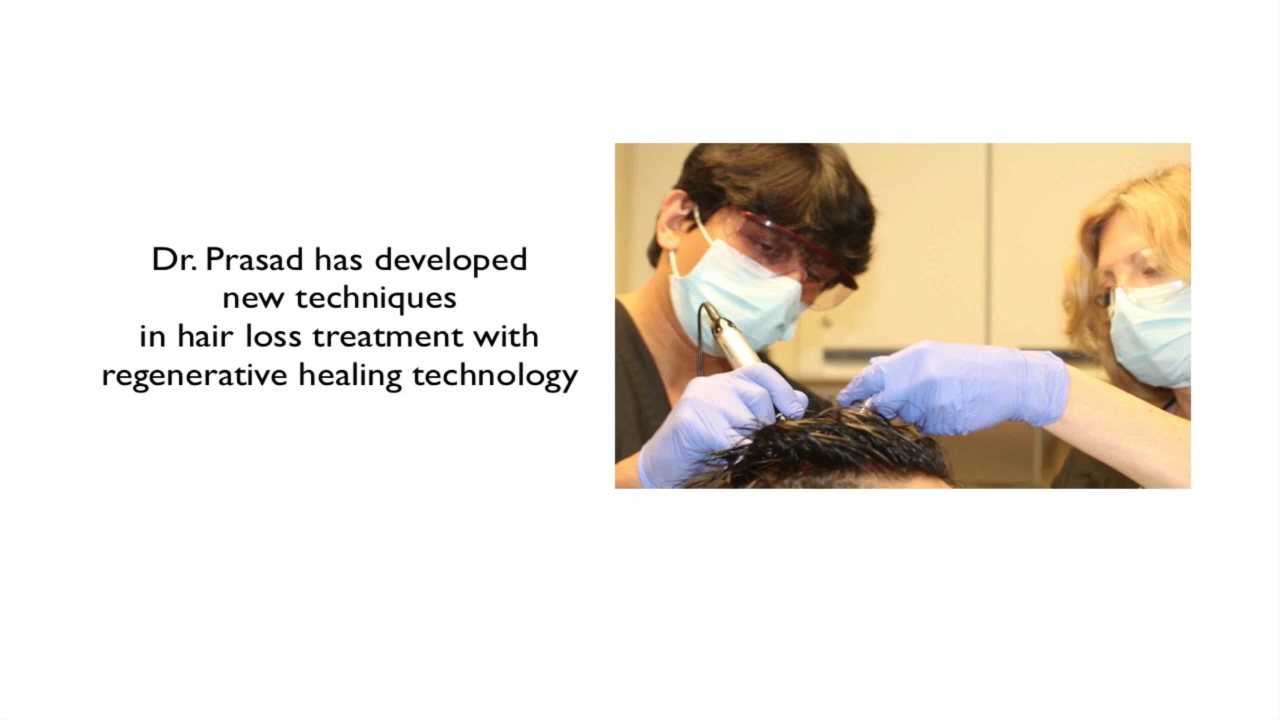 Dr. Prasad has developed
new techniques
in hair loss treatment with
regenerative healing technology